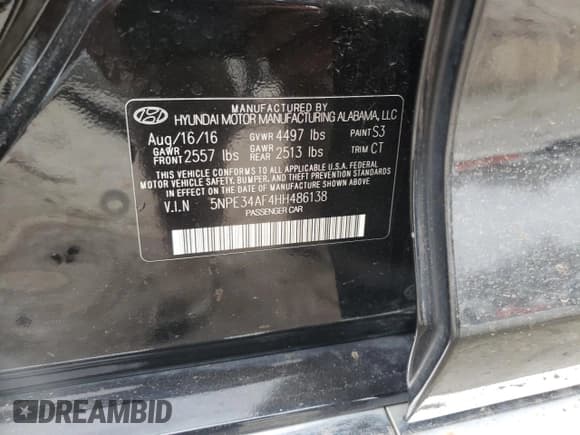 MANUFACTURED BY
HYUNDAI MOTOR MANUFACTURING ALABAMA, LLC
Aug/16/16 GVWR 4497 lbs PAINT S3
GAWR FRONT 2557 lbs GAWR REAR 2513 lbs TRIM CT
THIS VEHICLE CONFORMS TO ALL APPLICABLE U.S.A. FEDERAL
MOTOR VEHICLE SAFETY, BUMPER, AND THEFT PREVENTION
STANDARDS IN EFFECT ON THE DATE OF MANUFACTURE SHOWN ABOVE.
V.I.N 5NPE34AF4HH486138
PASSENGER CAR
DREAMBID